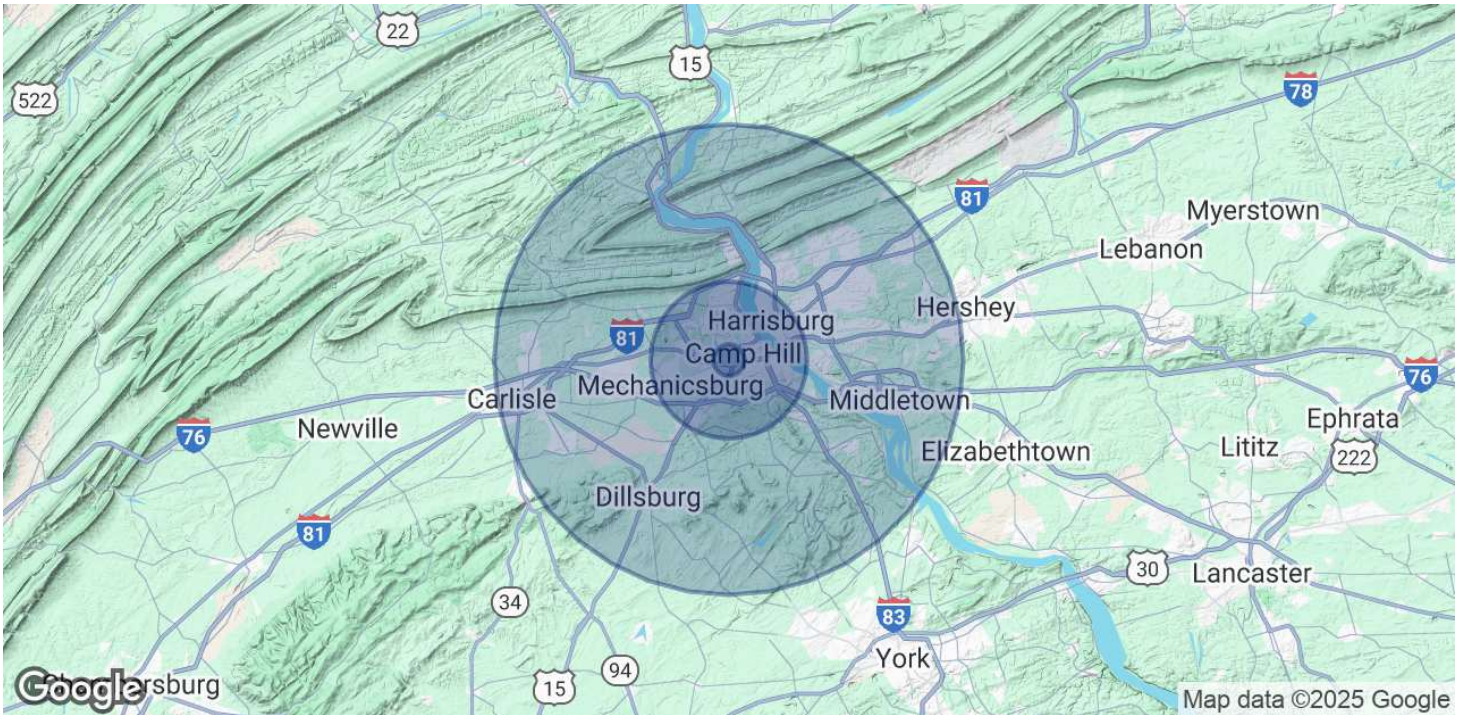 22
15
522
78
81
Myerstown
Lebanon
Hershey
Harrisburg
81
Camp Hill
Mechanicsburg
76
Carlisle
Middletown
Newville
76
Ephrata
Elizabethtown
Lititz
222
Dillsburg
81
30
Lancaster
34
83
York
94
15
Google
Map data ©2025 Google